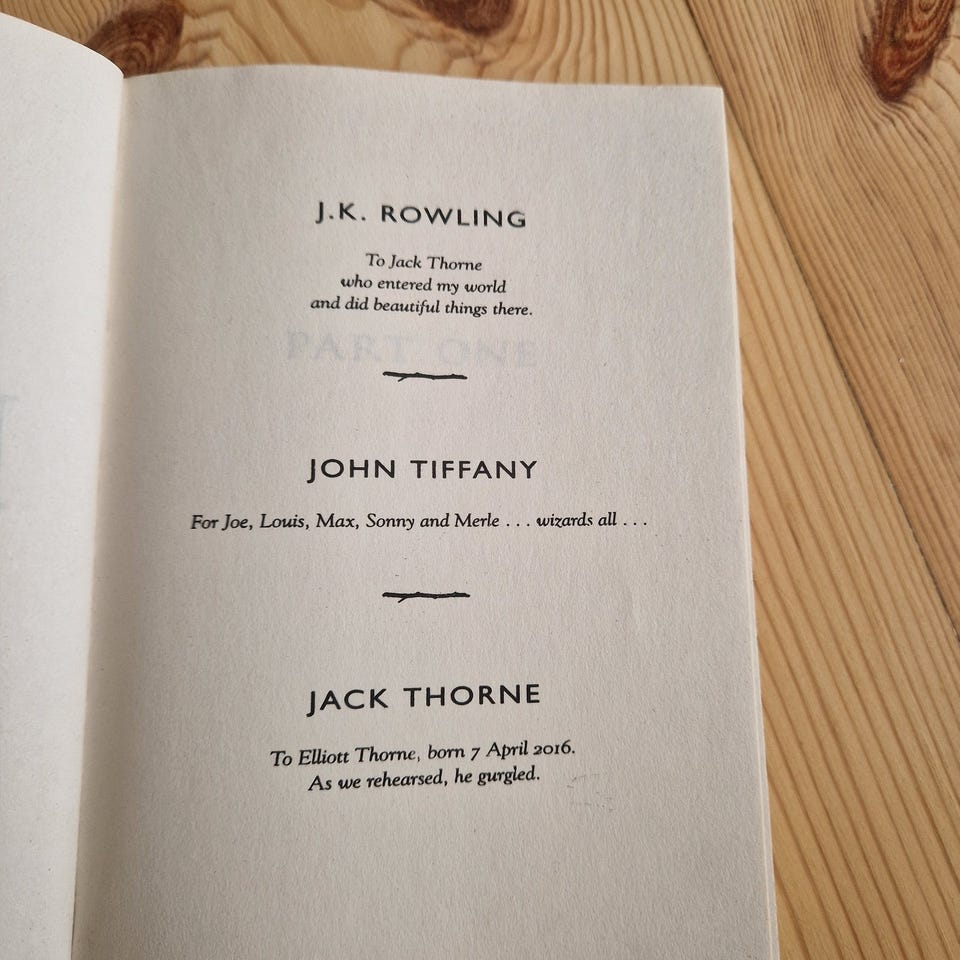 J.K. ROWLING
To Jack Thorne
who entered my world
and did beautiful things there.
PART ONE
JOHN TIFFANY
For Joe, Louis, Max, Sonny and Merle . . . wizards all . . .
JACK THORNE
To Elliott Thorne, born 7 April 2016.
As we rehearsed, he gurgled.